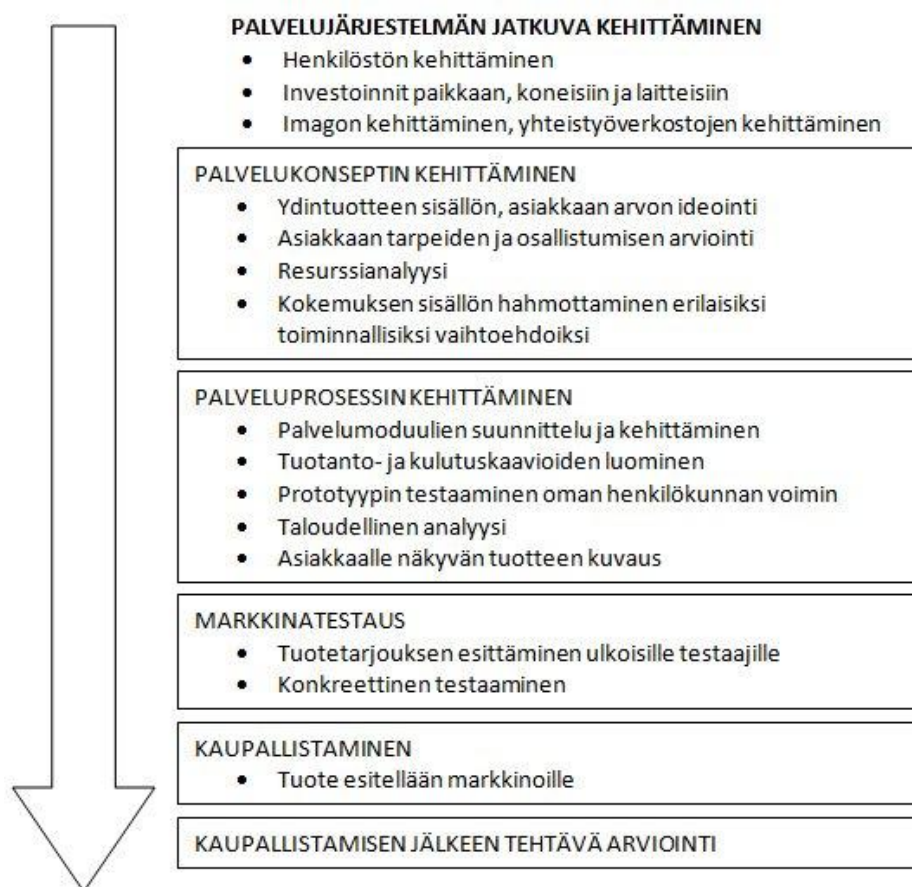 PALVELUJÄRJESTELMÄN JATKUVA KEHITTÄMINEN
• Henkilöstön kehittäminen
• Investoinnit paikkaan, koneisiin ja laitteisiin
• Imagon kehittäminen, yhteistyöverkostojen kehittäminen
PALVELUKONSEPTIN KEHITTÄMINEN
• Ydintuotteen sisällön, asiakkaan arvon ideointi
• Asiakkaan tarpeiden ja osallistumisen arviointi
• Resurssianalyysi
• Kokemuksen sisällön hahmottaminen erilaisiksi
toiminnallisiksi vaihtoehdoiksi
PALVELUPROSESSIN KEHITTÄMINEN
• Palvelumoduulien suunnittelu ja kehittäminen
• Tuotanto- ja kulutuskaavioiden luominen
• Prototyypin testaaminen oman henkilökunnan voimin
• Taloudellinen analyysi
• Asiakkaalle näkyvän tuotteen kuvaus
MARKKINATESTAUS
• Tuotetarjouksen esittäminen ulkoisille testaajille
• Konkreettinen testaaminen
KAUPALLISTAMINEN
• Tuote esitellään markkinoille
KAUPALLISTAMISEN JÄLKEEN TEHTÄVÄ ARVIOINTI